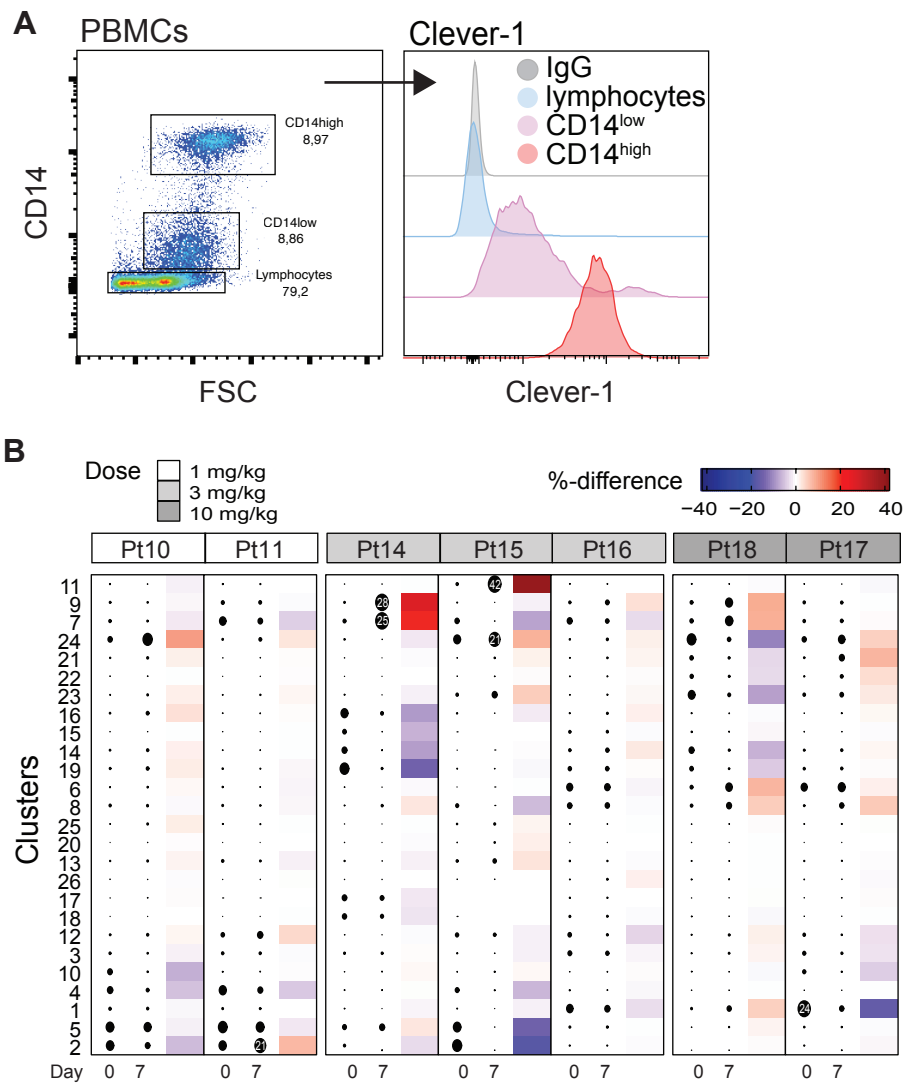 A
PBMCs
Clever-1
IgG
lymphocytes
CD14low
CD14high
CD14high
8,97
CD14low
8,86
Lymphocytes
79,2
CD14
FSC
Clever-1
B
Dose
1 mg/kg
3 mg/kg
10 mg/kg
%-difference
−40 −20 0 20 40
Pt10 Pt11 Pt14 Pt15 Pt16 Pt18 Pt17
Clusters
11 42
9 28
7 25
24 21
21
22
23
16
15
14
19
6
8
25
20
13
26
17
18
12
3
10
4
1 24
5
2 21
Day 0 7 0 7 0 7 0 7 0 7 0 7 0 7